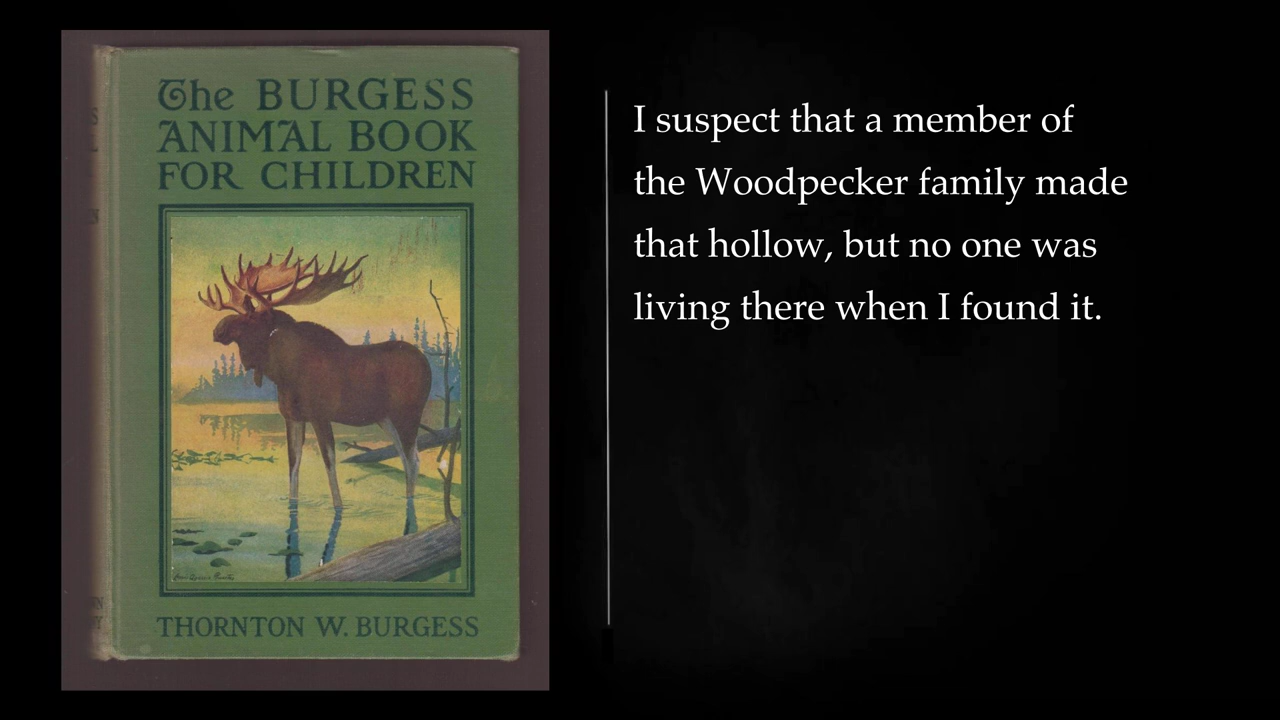 The BURGESS
ANIMAL BOOK
FOR CHILDREN
THORNTON W. BURGESS
I suspect that a member of
the Woodpecker family made
that hollow, but no one was
living there when I found it.